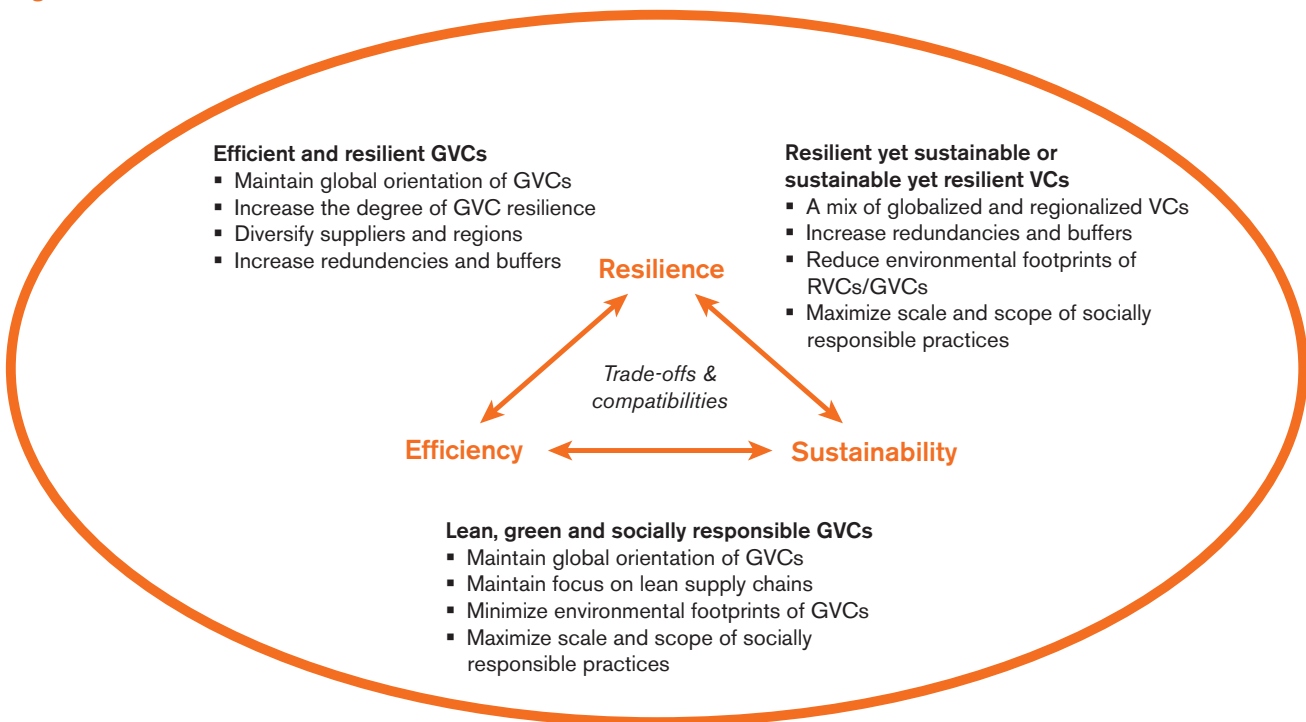 Efficient and resilient GVCs
▪ Maintain global orientation of GVCs
▪ Increase the degree of GVC resilience
▪ Diversify suppliers and regions
▪ Increase redundencies and buffers
Resilient yet sustainable or
sustainable yet resilient VCs
▪ A mix of globalized and regionalized VCs
▪ Increase redundancies and buffers
▪ Reduce environmental footprints of
RVCs/GVCs
▪ Maximize scale and scope of socially
responsible practices
Resilience
Trade-offs &
compatibilities
Efficiency
Sustainability
Lean, green and socially responsible GVCs
▪ Maintain global orientation of GVCs
▪ Maintain focus on lean supply chains
▪ Minimize environmental footprints of GVCs
▪ Maximize scale and scope of socially
responsible practices